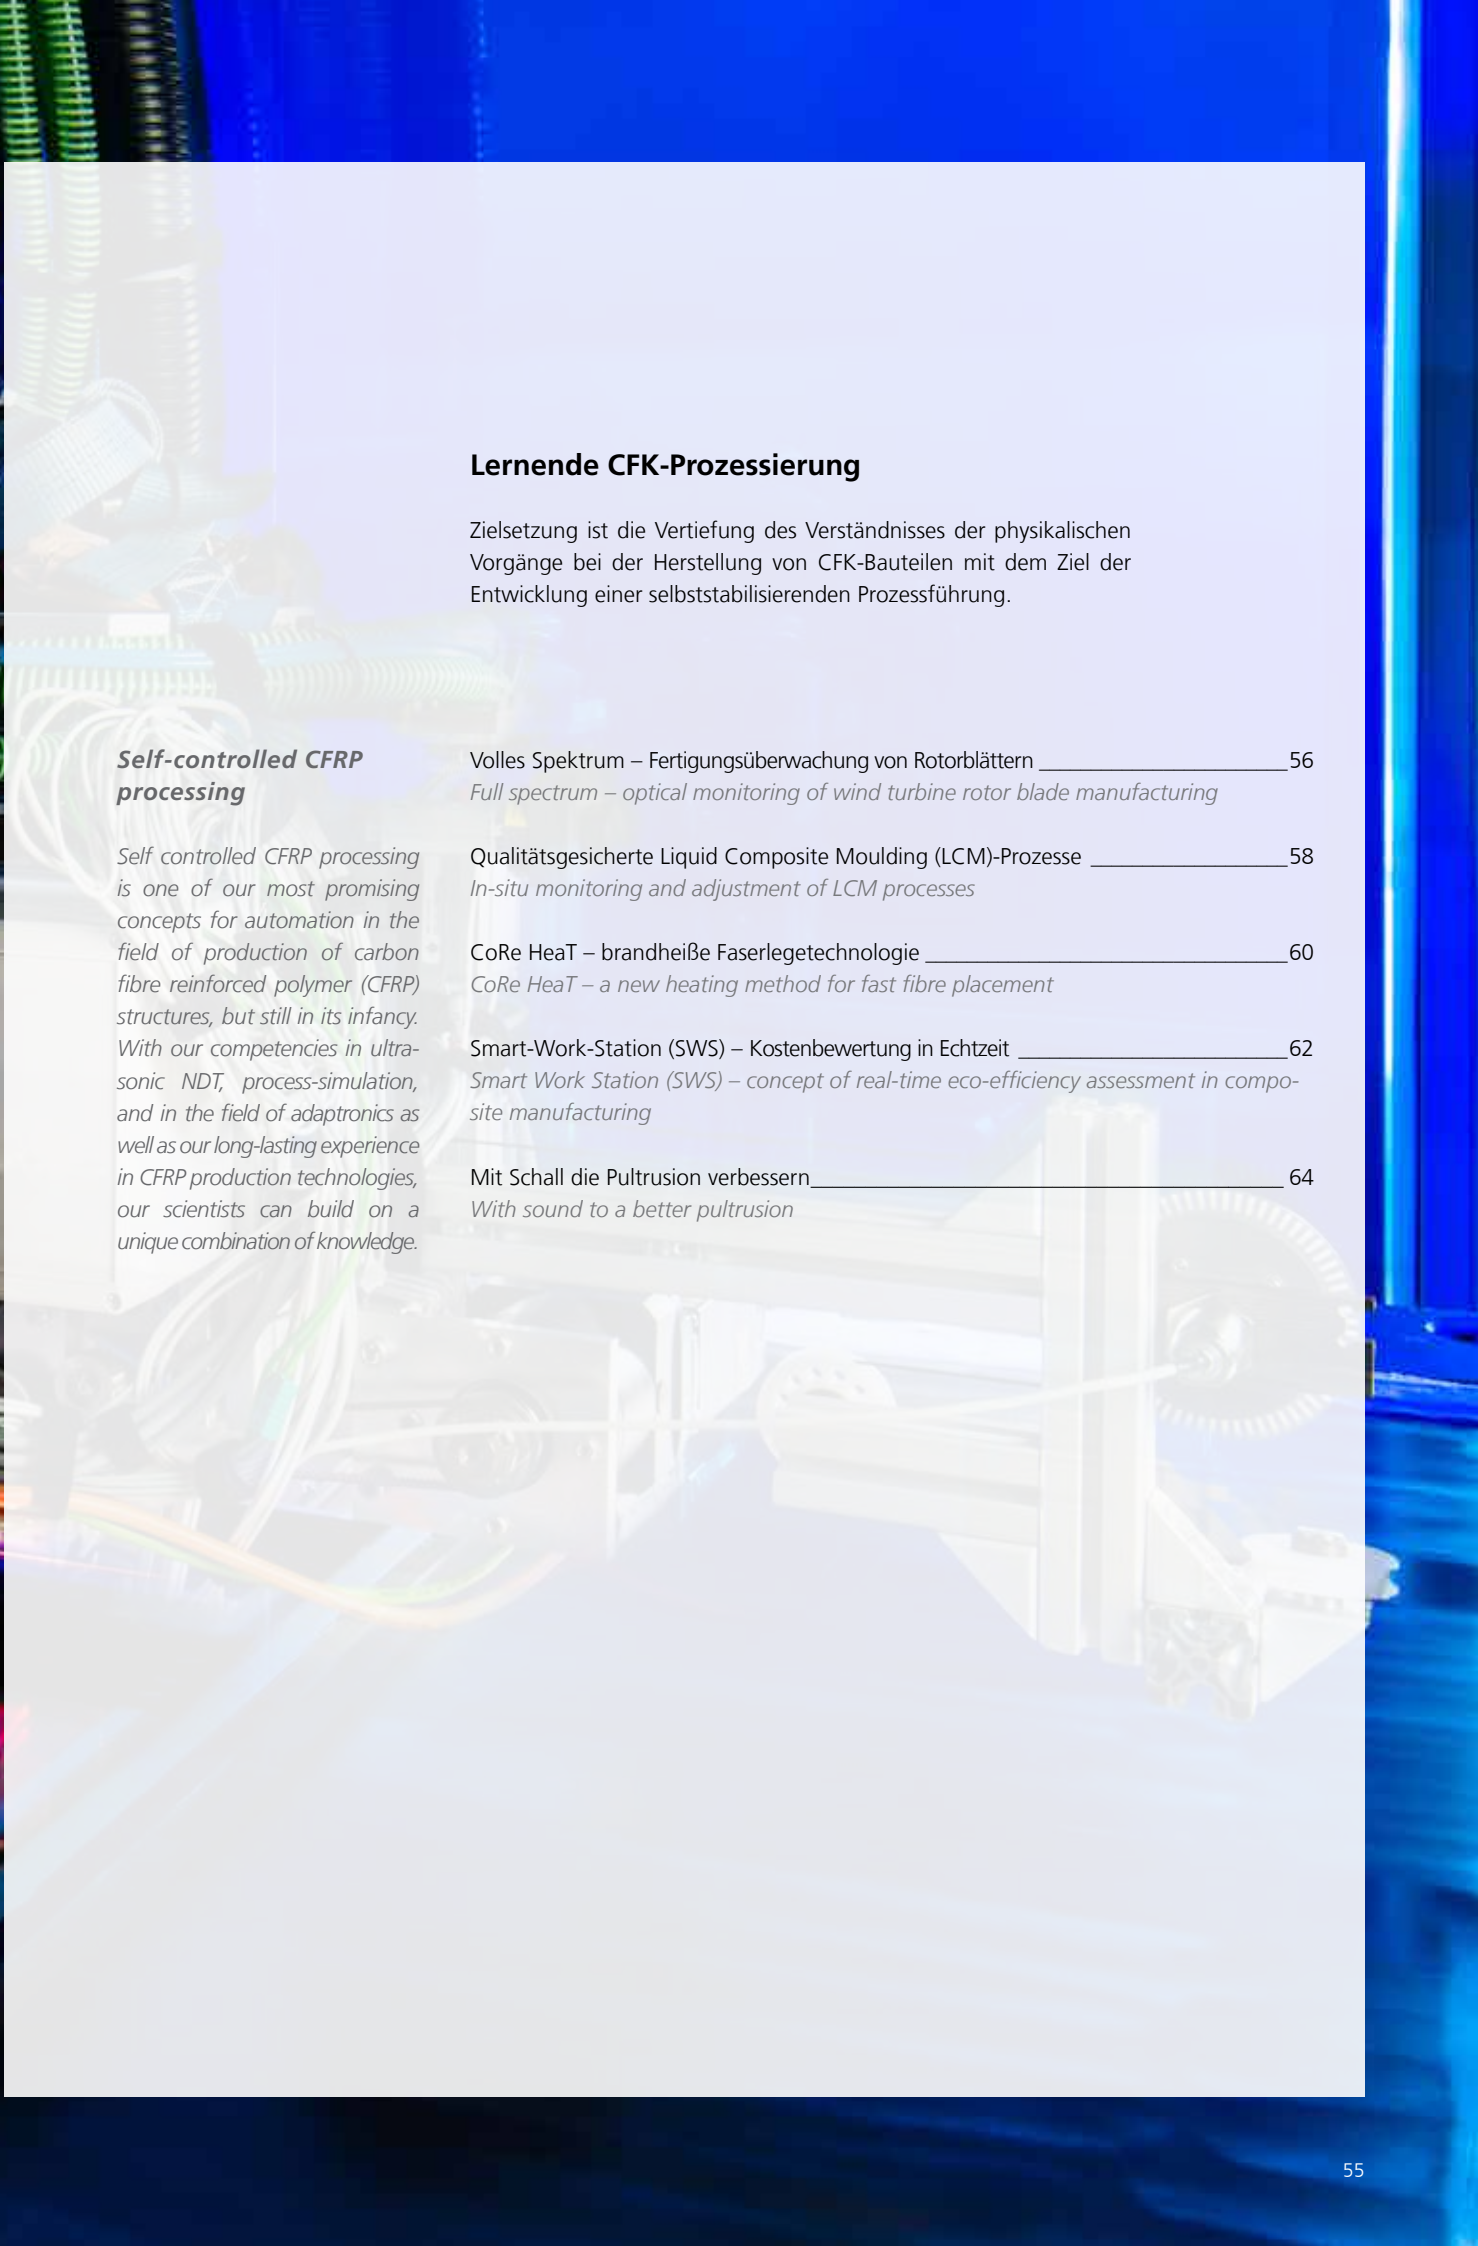 Lernende CFK-Prozessierung
Zielsetzung ist die Vertiefung des Verständnisses der physikalischen
Vorgänge bei der Herstellung von CFK-Bauteilen mit dem Ziel der
Entwicklung einer selbststabilisierenden Prozessführung.
Self-controlled CFRP
processing
Self controlled CFRP processing
is one of our most promising
concepts for automation in the
field of production of carbon
fibre reinforced polymer (CFRP)
structures, but still in its infancy.
With our competencies in ultra-
sonic NDT, process-simulation,
and in the field of adaptronics as
well as our long-lasting experience
in CFRP production technologies,
our scientists can build on a
unique combination of knowledge.
Volles Spektrum – Fertigungsüberwachung von Rotorblättern ________________________56
Full spectrum – optical monitoring of wind turbine rotor blade manufacturing
Qualitätsgesicherte Liquid Composite Moulding (LCM)-Prozesse ___________________58
In-situ monitoring and adjustment of LCM processes
CoRe HeaT – brandheiße Faserlegetechnologie ___________________________________60
CoRe HeaT – a new heating method for fast fibre placement
Smart-Work-Station (SWS) – Kostenbewertung in Echtzeit __________________________62
Smart Work Station (SWS) – concept of real-time eco-efficiency assessment in compo-
site manufacturing
Mit Schall die Pultrusion verbessern______________________________________________ 64
With sound to a better pultrusion
55